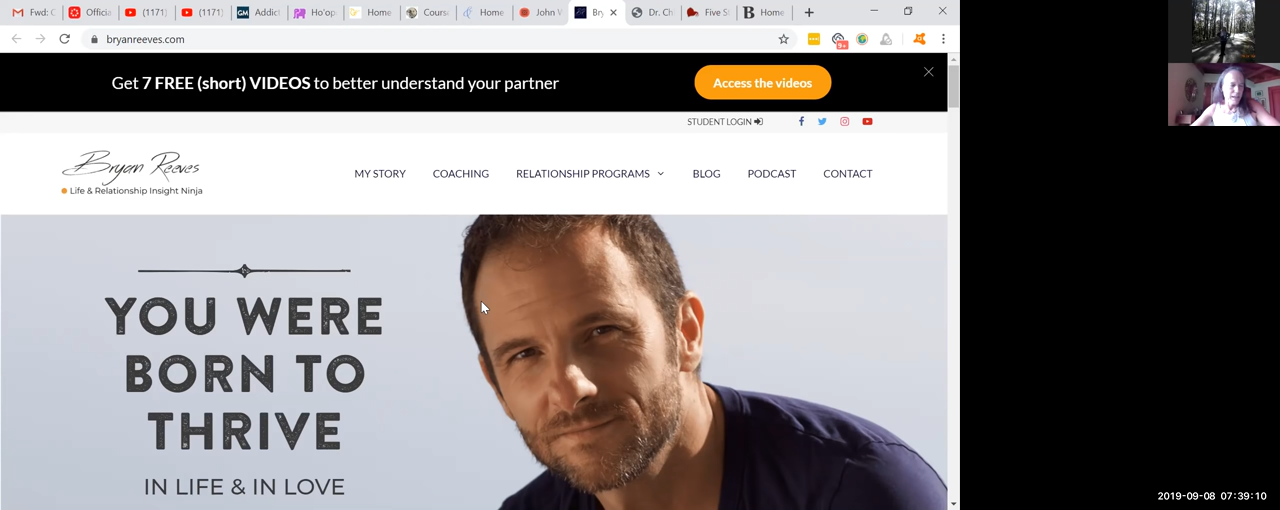 Fwd: 
Officia
(1171)
(1171)
Addict
Ho'op
Home
Course
Home
John
Br
Dr. Ch
Five S
Home
bryanreeves.com
9+
Get 7 FREE (short) VIDEOS to better understand your partner
Access the videos
STUDENT LOGIN
Bryan Reeves
Life & Relationship Insight Ninja
MY STORY
COACHING
RELATIONSHIP PROGRAMS
BLOG
PODCAST
CONTACT
YOU WERE
BORN TO
THRIVE
IN LIFE & IN LOVE
2019-09-08 07:39:10